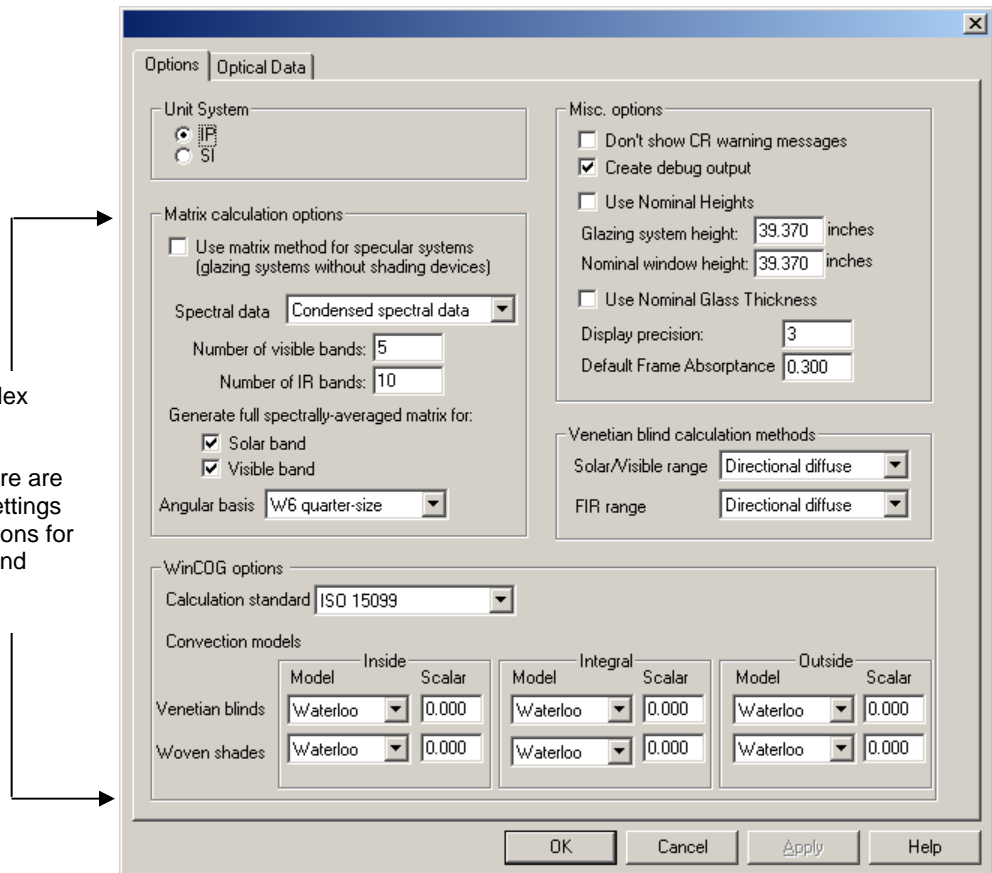 Options
Optical Data
Unit System
IP
SI
Matrix calculation options
Use matrix method for specular systems
(glazing systems without shading devices)
Spectral data Condensed spectral data
Number of visible bands: 5
Number of IR bands: 10
Generate full spectrally-averaged matrix for:
Solar band
Visible band
Angular basis W6 quarter-size
Misc. options
Don't show CR warning messages
Create debug output
Use Nominal Heights
Glazing system height: 39.370 inches
Nominal window height: 39.370 inches
Use Nominal Glass Thickness
Display precision: 3
Default Frame Absorptance 0.300
Venetian blind calculation methods
Solar/Visible range Directional diffuse
FIR range Directional diffuse
WinCOG options
Calculation standard ISO 15099
Convection models
Inside Integral Outside
Model Scalar Model Scalar Model Scalar
Venetian blinds Waterloo 0.000 Waterloo 0.000 Waterloo 0.000
Woven shades Waterloo 0.000 Waterloo 0.000 Waterloo 0.000
OK Cancel Apply Help
lex
re are
ettings
ons for
nd